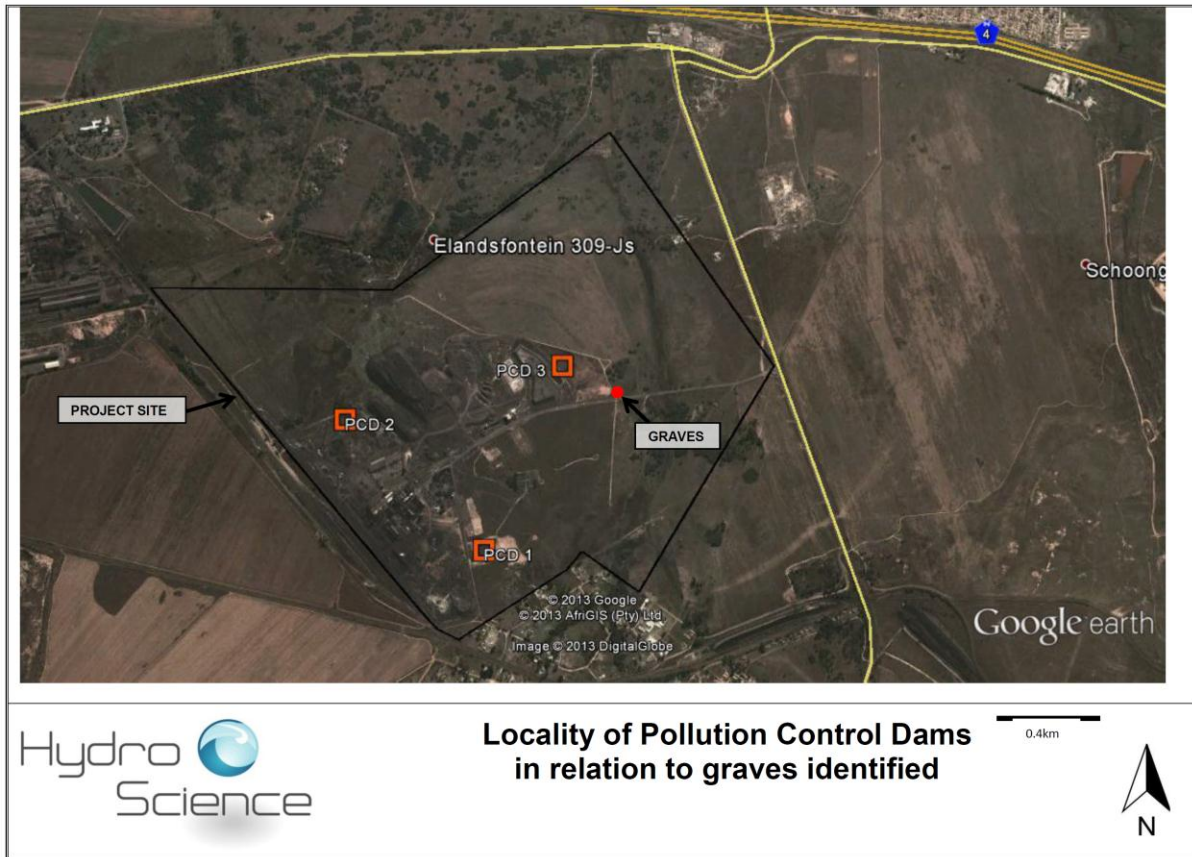 N
4
Elandsfontein 309-Js
Schoong
PCD 3
PROJECT SITE
PCD 2
GRAVES
PCD 1
© 2013 Google
© 2013 AfriGIS (Pty) Ltd.
Image © 2013 DigitalGlobe
Google earth
Hydro
Science
Locality of Pollution Control Dams
in relation to graves identified
0.4km
N